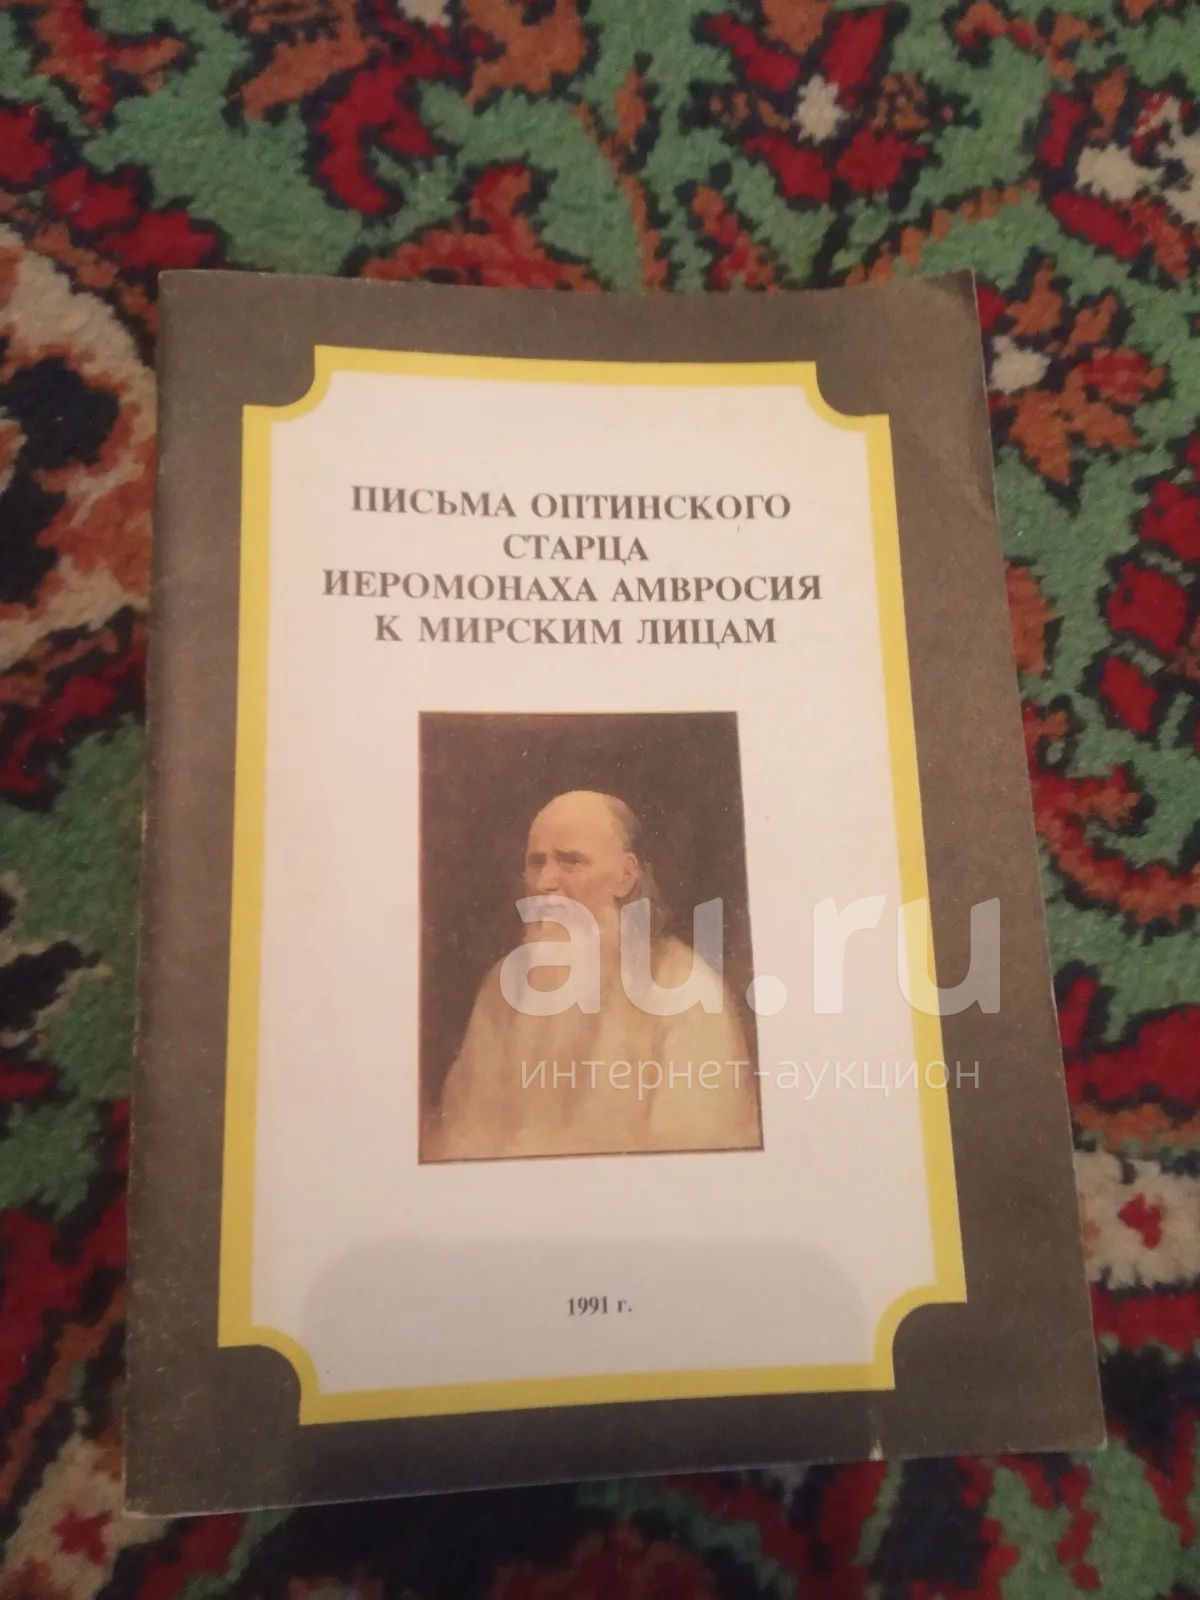 ПИСЬМА ОПТИНСКОГО
СТАРЦА
ИЕРОМОНАХА АМВРОСИЯ
К МИРСКИМ ЛИЦАМ
au.ru
интернет-аукцион
1991 г.